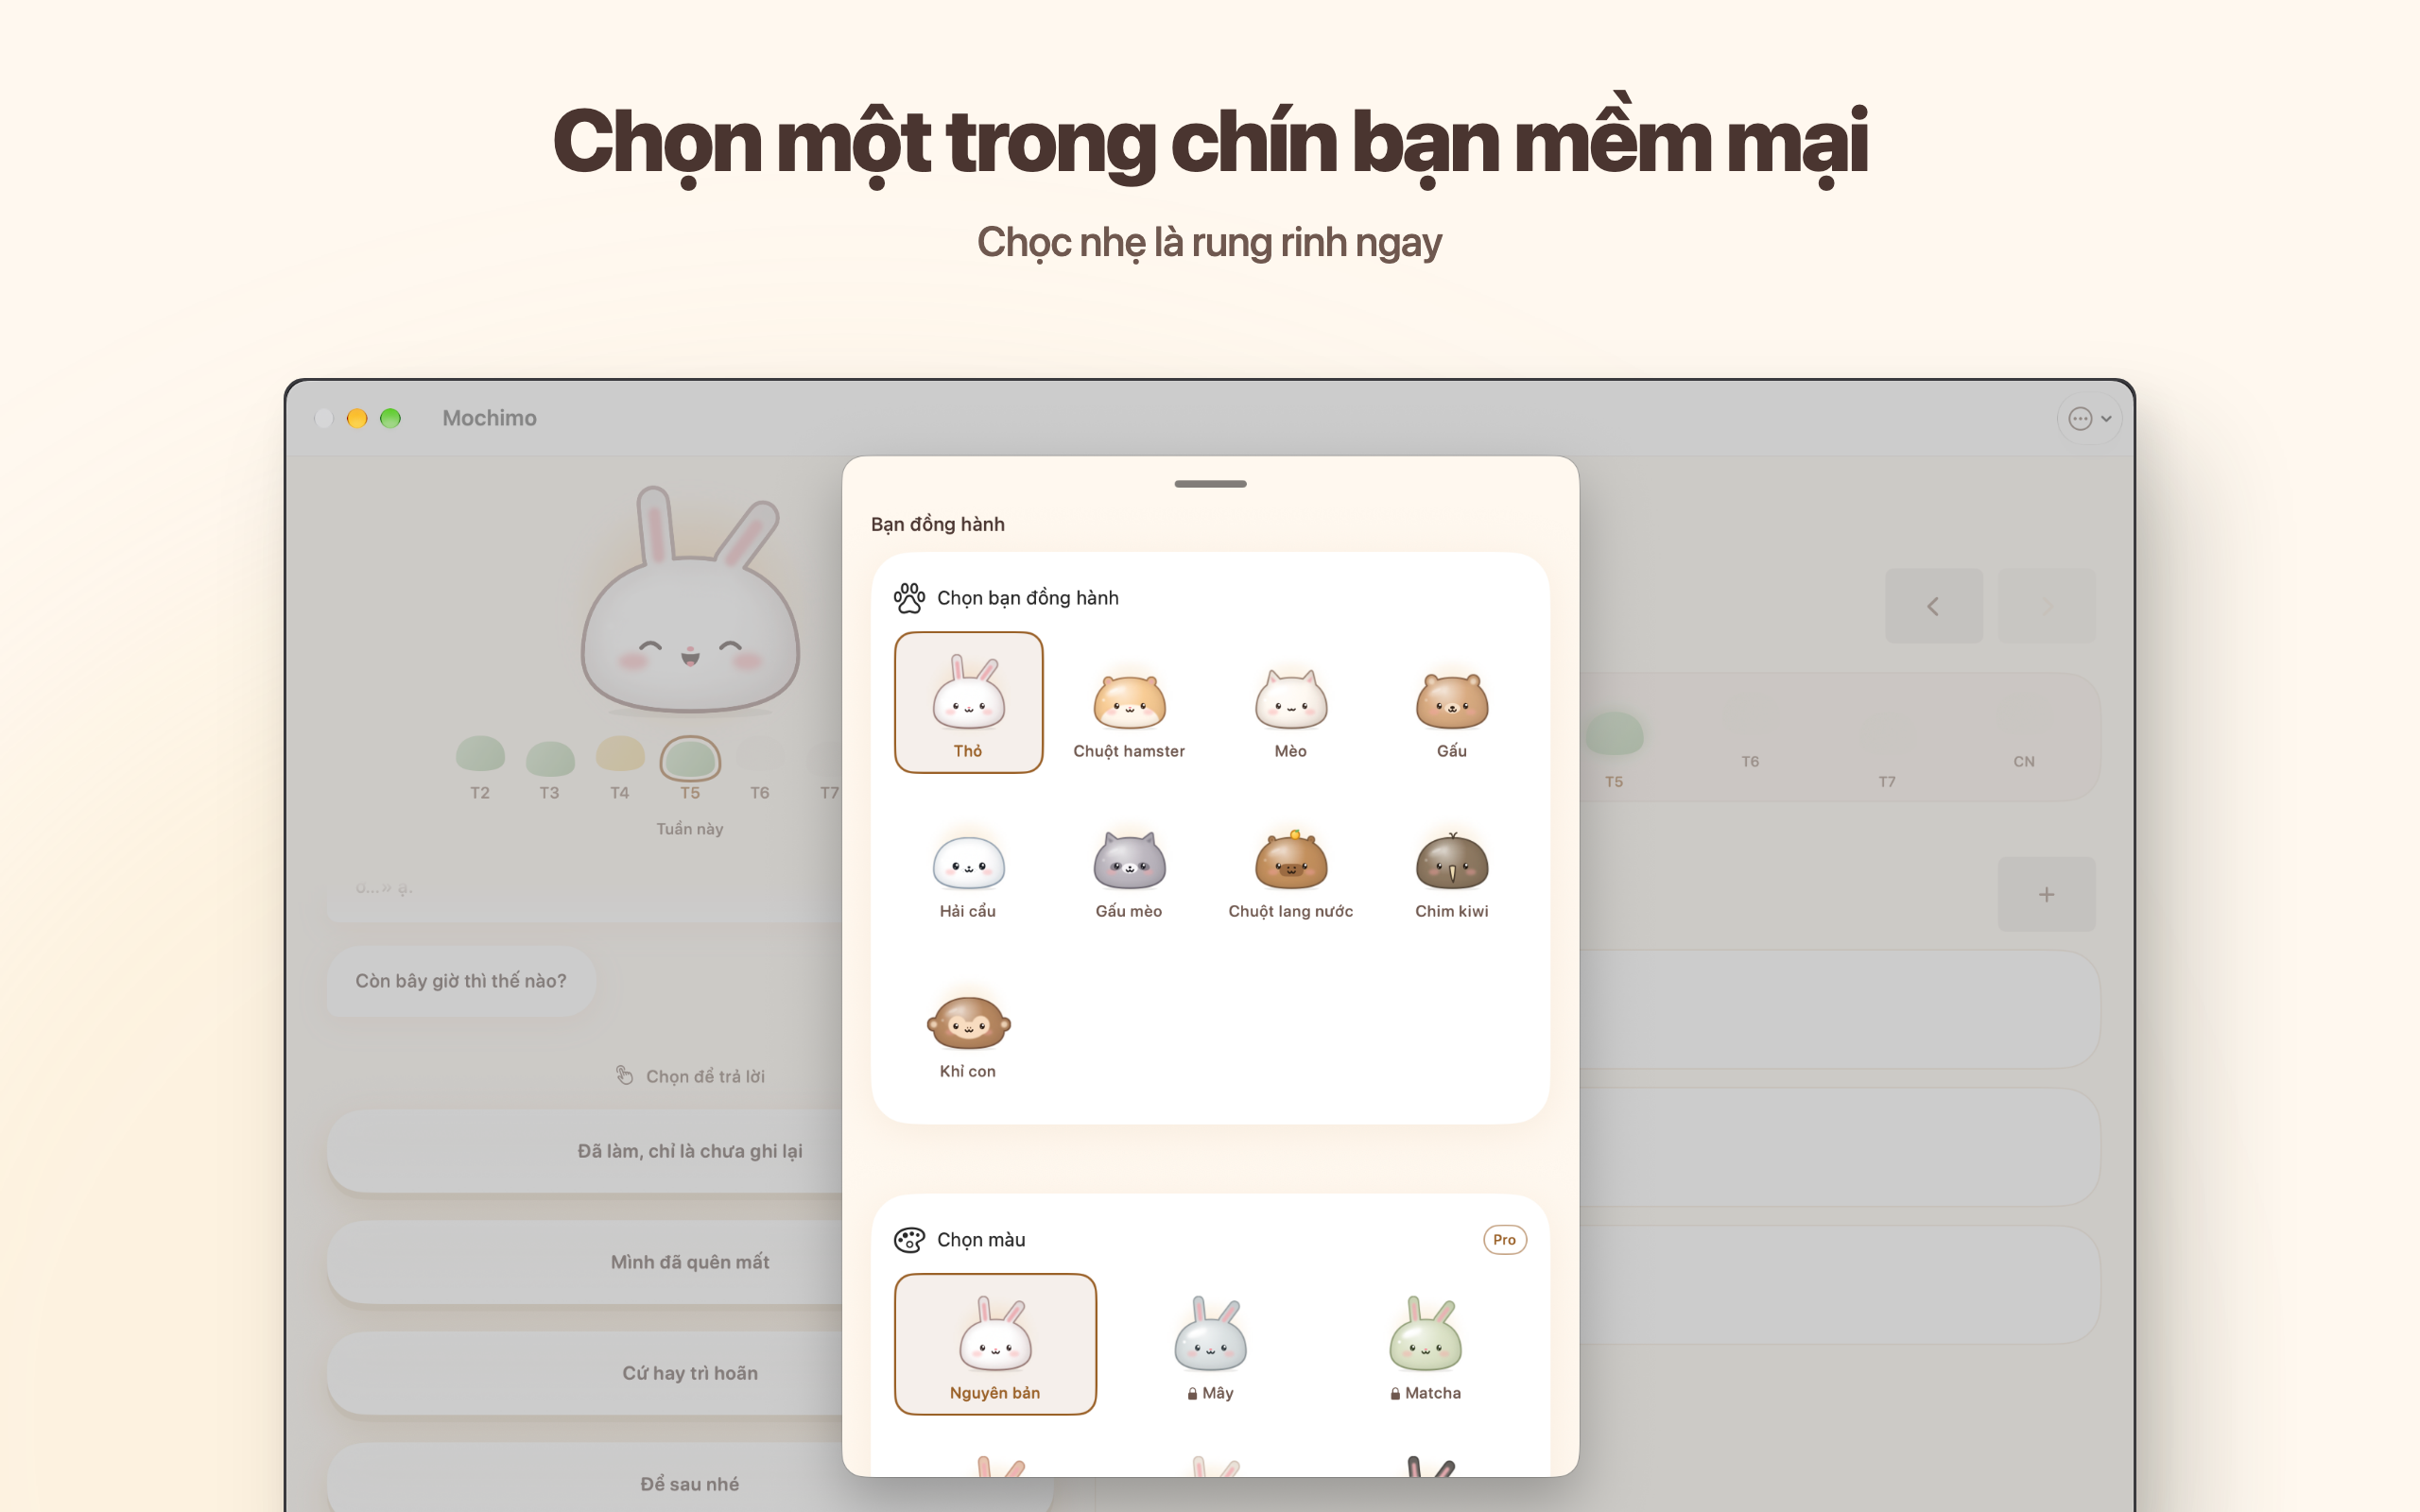 Chọn một trong chín bạn mềm mại
Chọc nhẹ là rung rinh ngay
Mochimo
T2 T3 T4 T5 T6 T7
Tuần này
Còn bây giờ thì thế nào?
Chọn để trả lời
Đã làm, chỉ là chưa ghi lại
Mình đã quên mất
Cứ hay trì hoãn
Để sau nhé
Bạn đồng hành
Chọn bạn đồng hành
Thỏ Chuột hamster Mèo Gấu
Hải cẩu Gấu mèo Chuột lang nước Chim kiwi
Khỉ con
Chọn màu Pro
Nguyên bản Mây Matcha
T5 T6 T7 CN